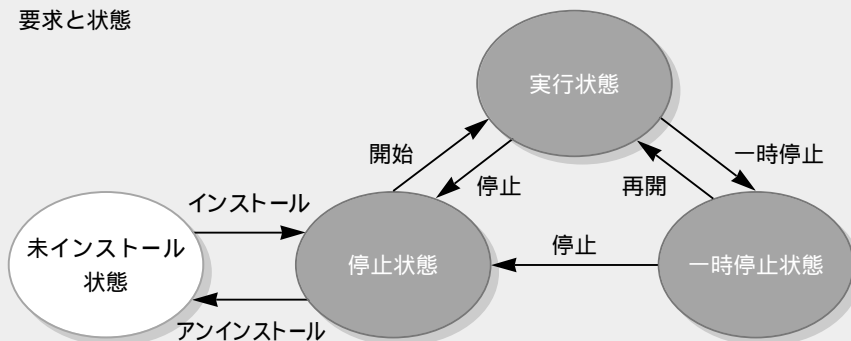 要求と状態
実行状態
開始
一時停止
停止
再開
インストール
未インストール
状態
停止状態
停止
一時停止状態
アンインストール